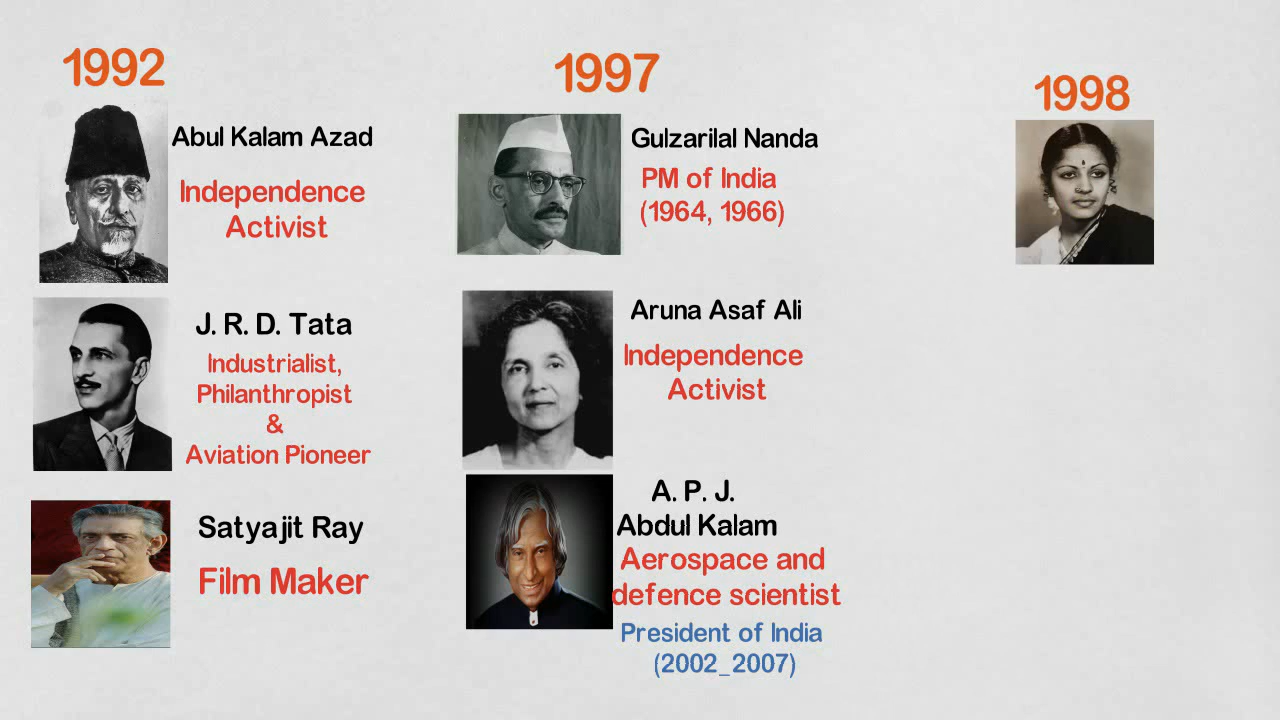 1992
Abul Kalam Azad
Independence
Activist
J. R. D. Tata
Industrialist,
Philanthropist
&
Aviation Pioneer
Satyajit Ray
Film Maker
1997
Gulzarilal Nanda
PM of India
(1964, 1966)
Aruna Asaf Ali
Independence
Activist
A. P. J.
Abdul Kalam
Aerospace and
defence scientist
President of India
(2002_2007)
1998